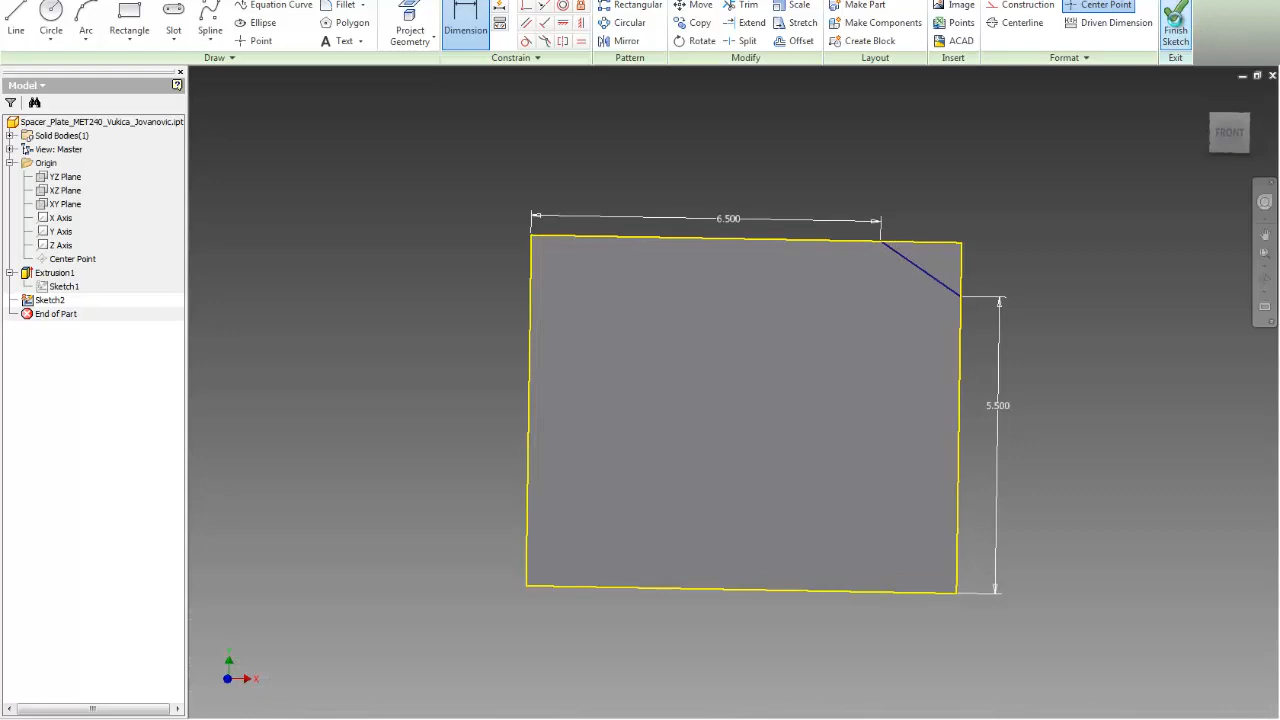 Equation Curve
Fillet
Rectangular
Move
Trim
Scale
Make Part
Image
Construction
Center Point
Line
Circle
Arc
Rectangle
Slot
Spline
Ellipse
Polygon
Project
Geometry
Dimension
Circular
Copy
Extend
Stretch
Make Components
Points
Centerline
Driven Dimension
Finish
Sketch
Point
Text
Mirror
Rotate
Split
Offset
Create Block
ACAD
Draw
Constrain
Pattern
Modify
Layout
Insert
Format
Exit
Model
Spacer_Plate_MET240_Vukica_Jovanovic.ipt
Solid Bodies(1)
View: Master
Origin
YZ Plane
XZ Plane
XY Plane
X Axis
Y Axis
Z Axis
Center Point
Extrusion1
Sketch1
Sketch2
End of Part
FRONT
6.500
5.500
Y
X